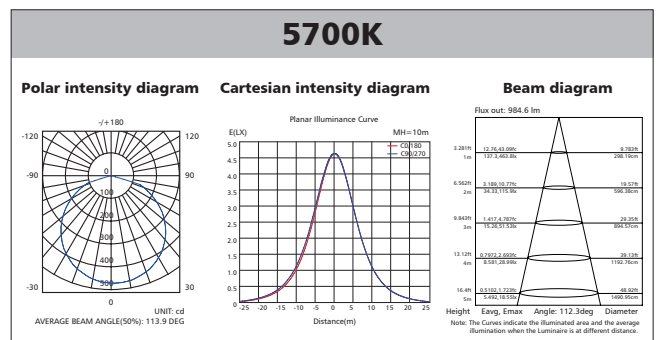 5700K
Polar intensity diagram
Cartesian intensity diagram
Beam diagram
-/+180
-120
120
-90
90
-30
30
0
0
100
200
300
400
500
UNIT: cd
AVERAGE BEAM ANGLE(50%): 113.9 DEG
Planar Illuminance Curve
E(LX)
MH=10m
C0/180
C90/270
5.0
4.5
4.0
3.5
3.0
2.5
2.0
1.5
1.0
0.5
0
-25 -20 -15 -10 -5 0 5 10 15 20 25
Distance(m)
Flux out: 984.6 lm
3.281ft 12.76,43.09fc 9.783ft
1m 137.3,463.8lx 298.19cm
6.562ft 3.189,10.77fc 19.57ft
2m 34.33,115.9lx 596.38cm
9.843ft 1.417,4.787fc 29.35ft
3m 15.26,51.53lx 894.57cm
13.12ft 0.7972,2.693fc 39.13ft
4m 8.581,28.99lx 1192.76cm
16.4ft 0.5102,1.723fc 48.92ft
5m 5.492,18.55lx 1490.95cm
Height Eavg, Emax Angle: 112.3deg Diameter
Note: The Curves indicate the illuminated area and the average
illumination when the Luminaire is at different distance.